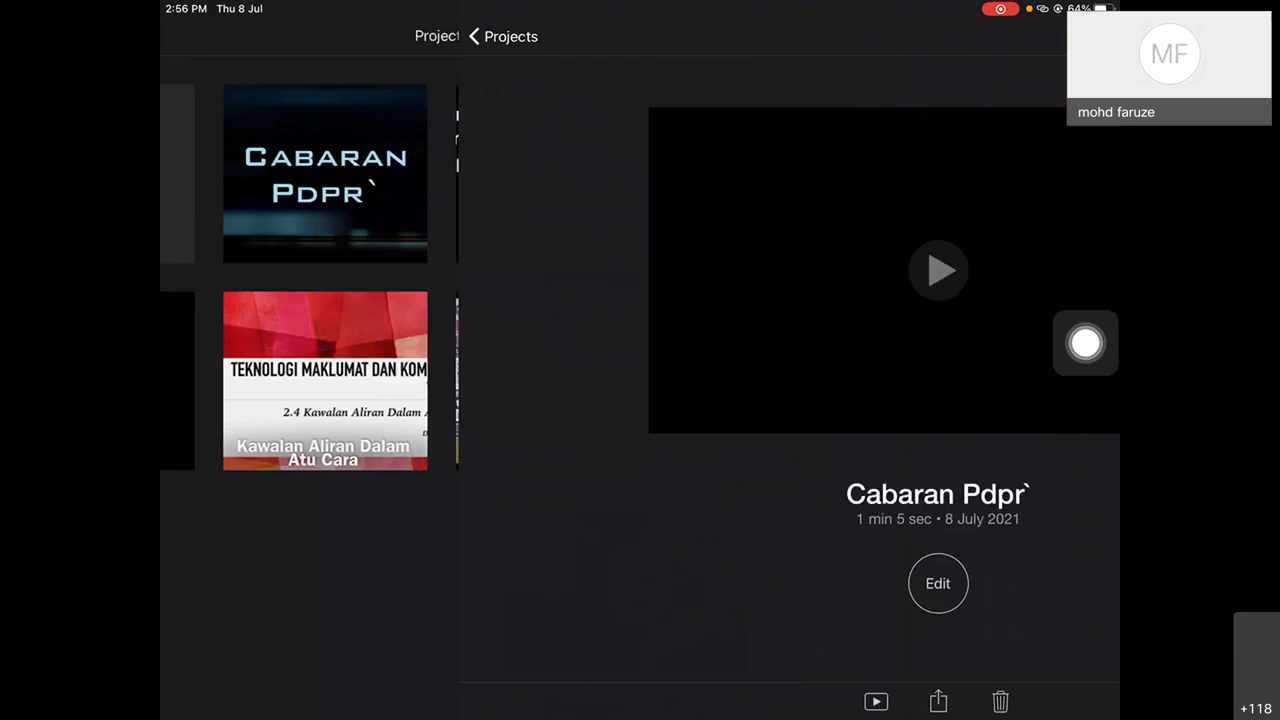 2:56 PM Thu 8 Jul
64%
Projects
MF
mohd faruze
CABARAN
PDPR`
TEKNOLOGI MAKLUMAT DAN KOM
2.4 Kawalan Aliran Dalam
Kawalan Aliran Dalam
Atu Cara
Cabaran Pdpr`
1 min 5 sec • 8 July 2021
Edit
+118